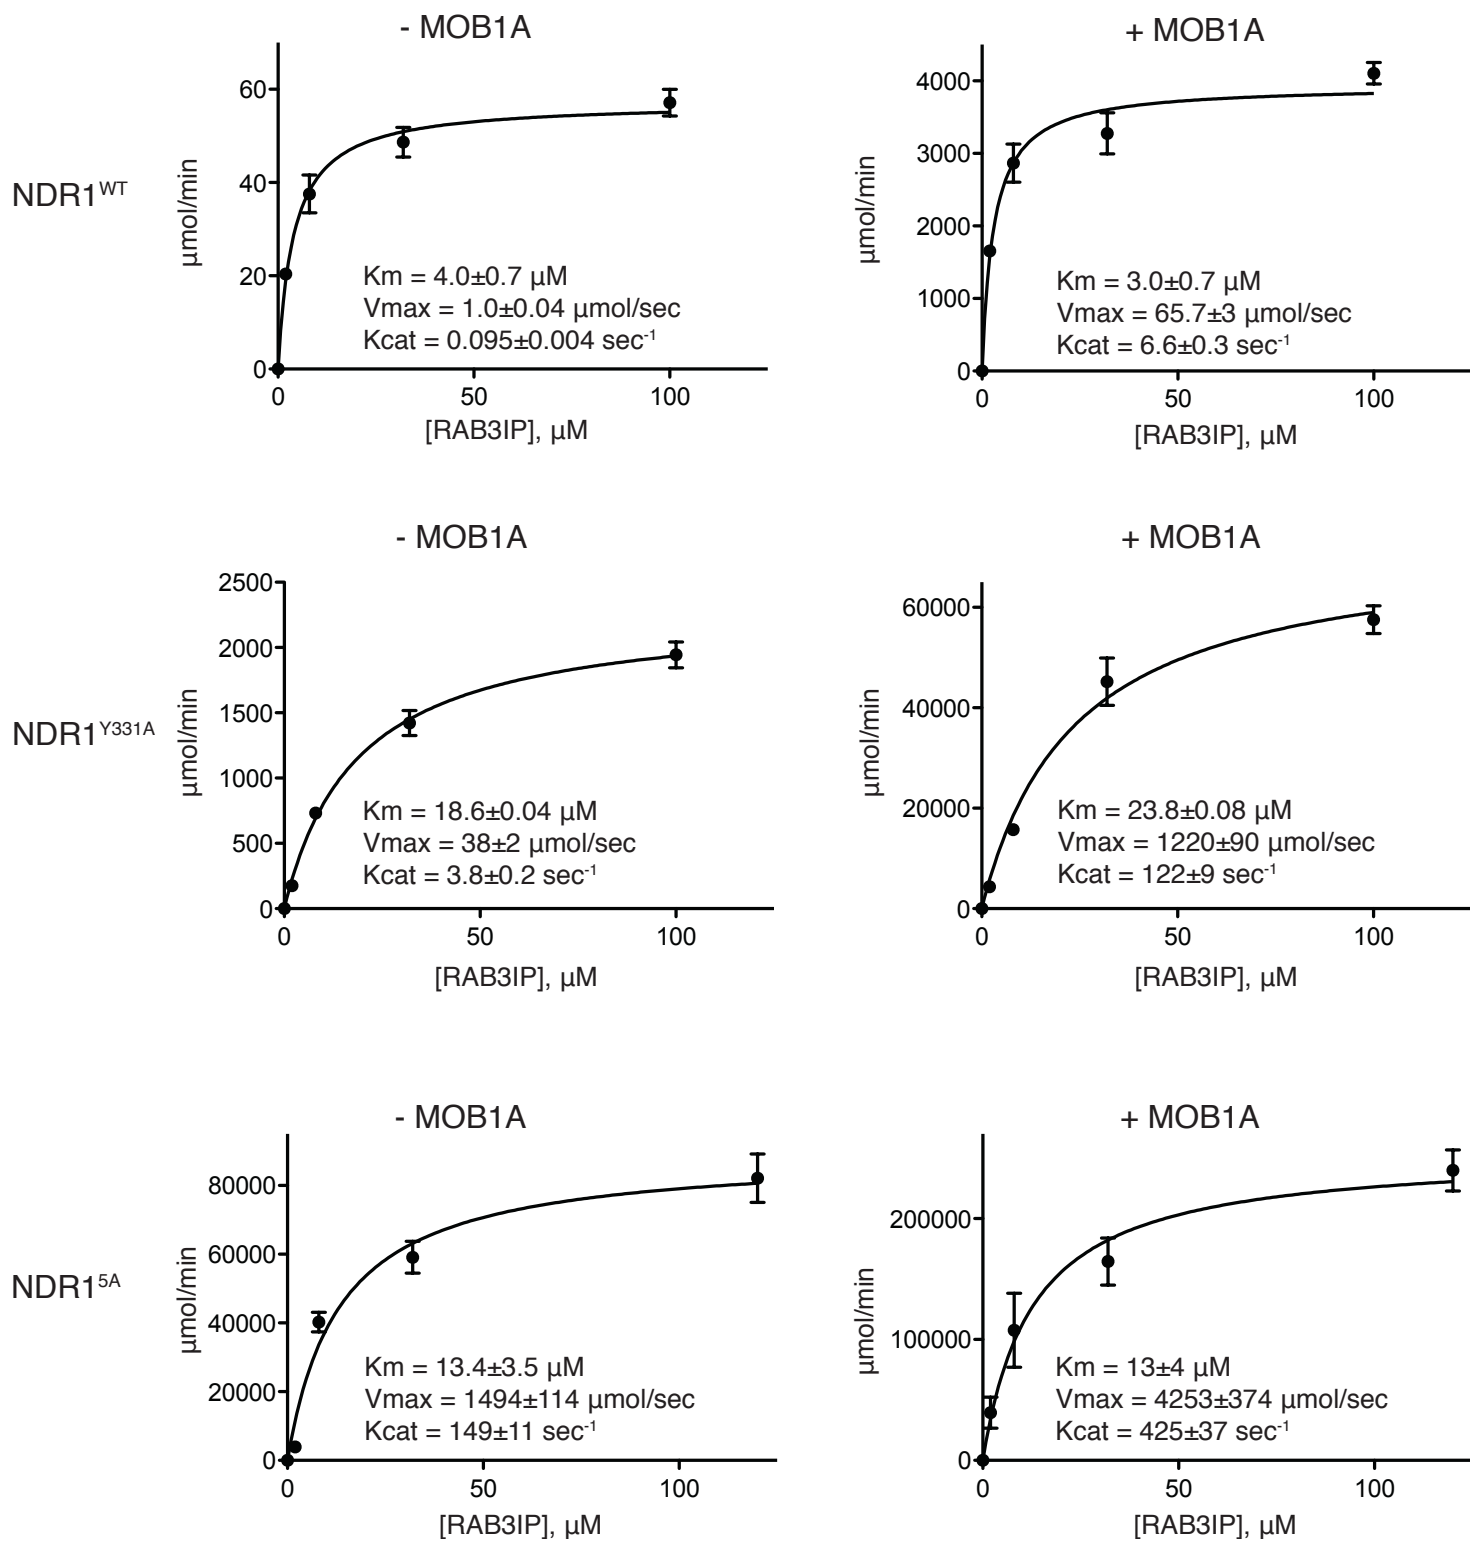 - MOB1A
+ MOB1A
NDR1WT
µmol/min
60
40
20
0
0 50 100
[RAB3IP], µM
Km = 4.0±0.7 µM
Vmax = 1.0±0.04 µmol/sec
Kcat = 0.095±0.004 sec-1
µmol/min
4000
3000
2000
1000
0
0 50 100
[RAB3IP], µM
Km = 3.0±0.7 µM
Vmax = 65.7±3 µmol/sec
Kcat = 6.6±0.3 sec-1
- MOB1A
+ MOB1A
NDR1Y331A
µmol/min
2500
2000
1500
1000
500
0
0 50 100
[RAB3IP], µM
Km = 18.6±0.04 µM
Vmax = 38±2 µmol/sec
Kcat = 3.8±0.2 sec-1
µmol/min
60000
40000
20000
0
0 50 100
[RAB3IP], µM
Km = 23.8±0.08 µM
Vmax = 1220±90 µmol/sec
Kcat = 122±9 sec-1
- MOB1A
+ MOB1A
NDR15A
µmol/min
80000
60000
40000
20000
0
0 50 100
[RAB3IP], µM
Km = 13.4±3.5 µM
Vmax = 1494±114 µmol/sec
Kcat = 149±11 sec-1
µmol/min
200000
100000
0
0 50 100
[RAB3IP], µM
Km = 13±4 µM
Vmax = 4253±374 µmol/sec
Kcat = 425±37 sec-1